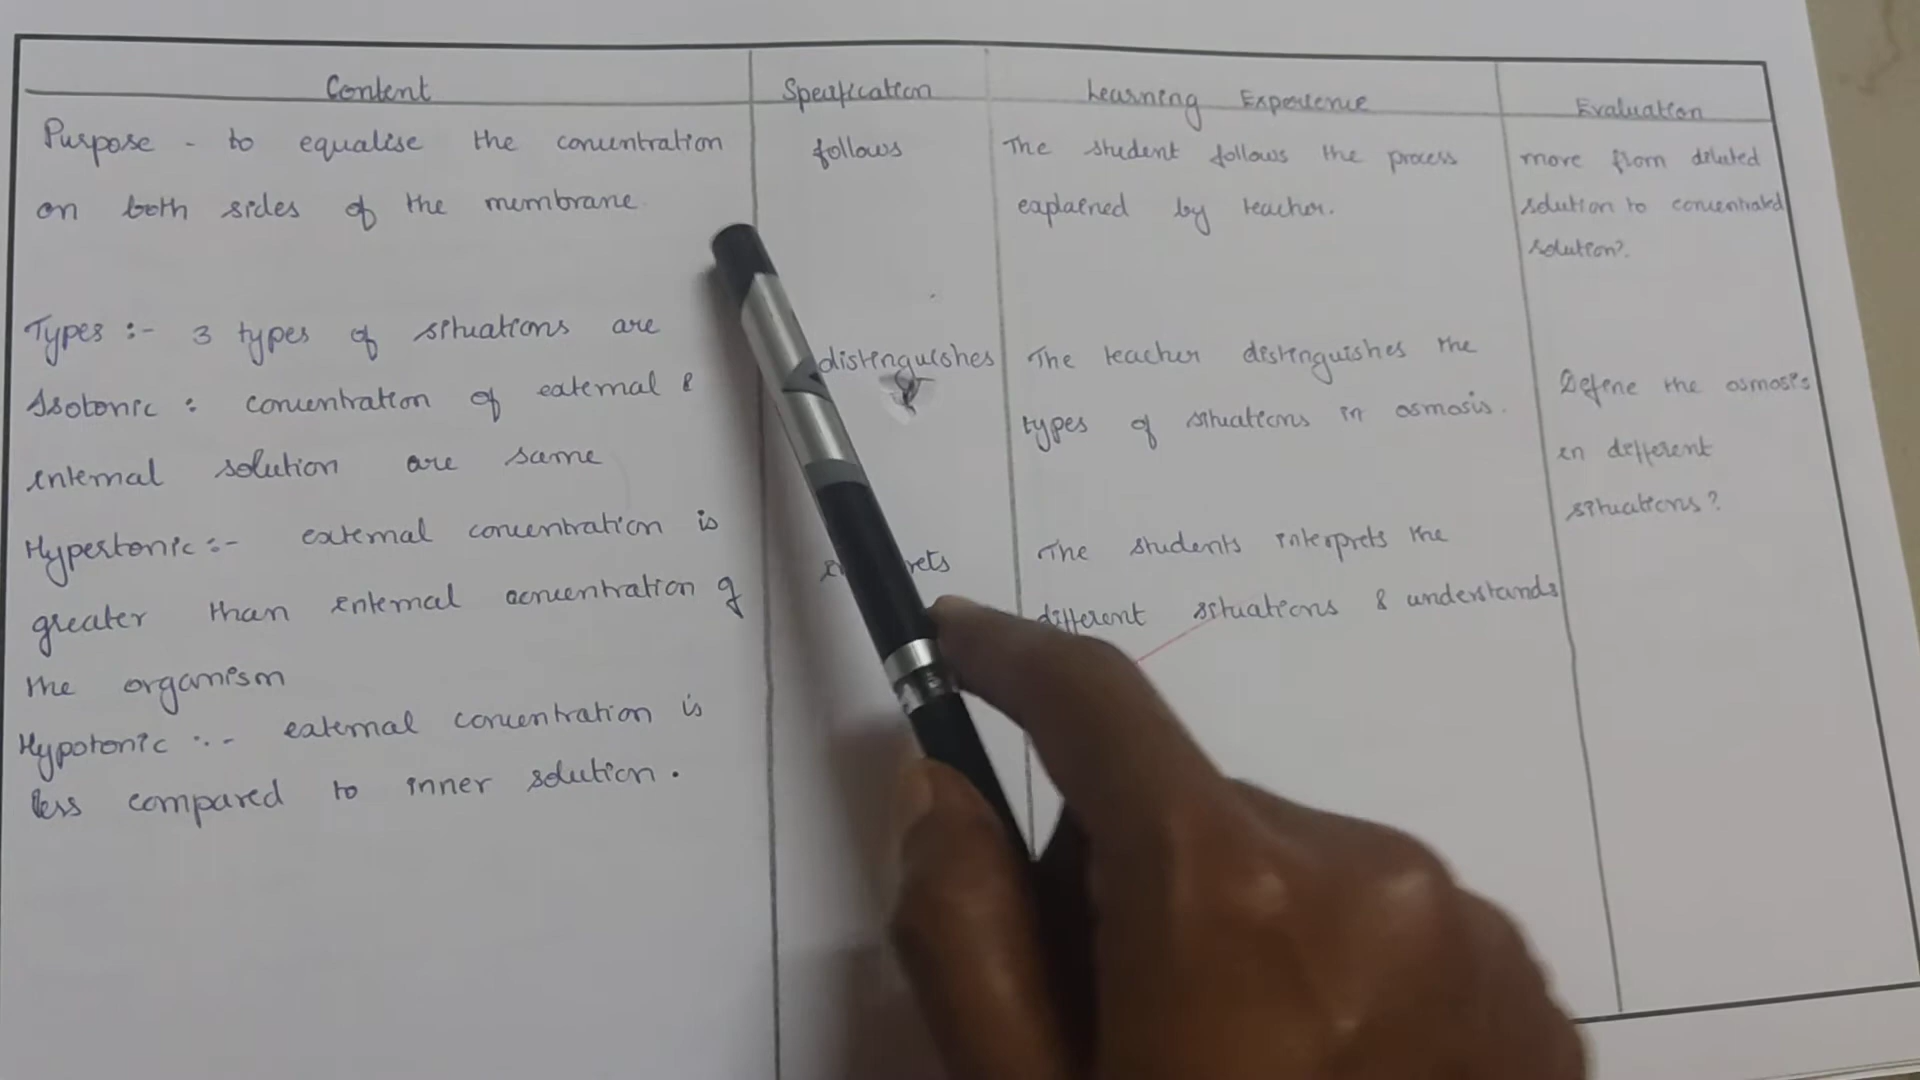 Content
Purpose - to equalise the concentration
on both sides of the membrane
Types :- 3 types of situations are
Isotonic : concentration of external &
internal solution are same
Hypertonic :- external concentration is
greater than internal concentration of
the organism
Hypotonic :- external concentration is
less compared to inner solution.
Specification
follows
distinguishes
Learning Experience
The student follows the process
explained by teacher.
The teacher distinguishes the
types of situations in osmosis.
The students interprets the
different situations & understands
Evaluation
more from diluted
solution to concentrated
solution?
Define the osmosis
in different
situations?